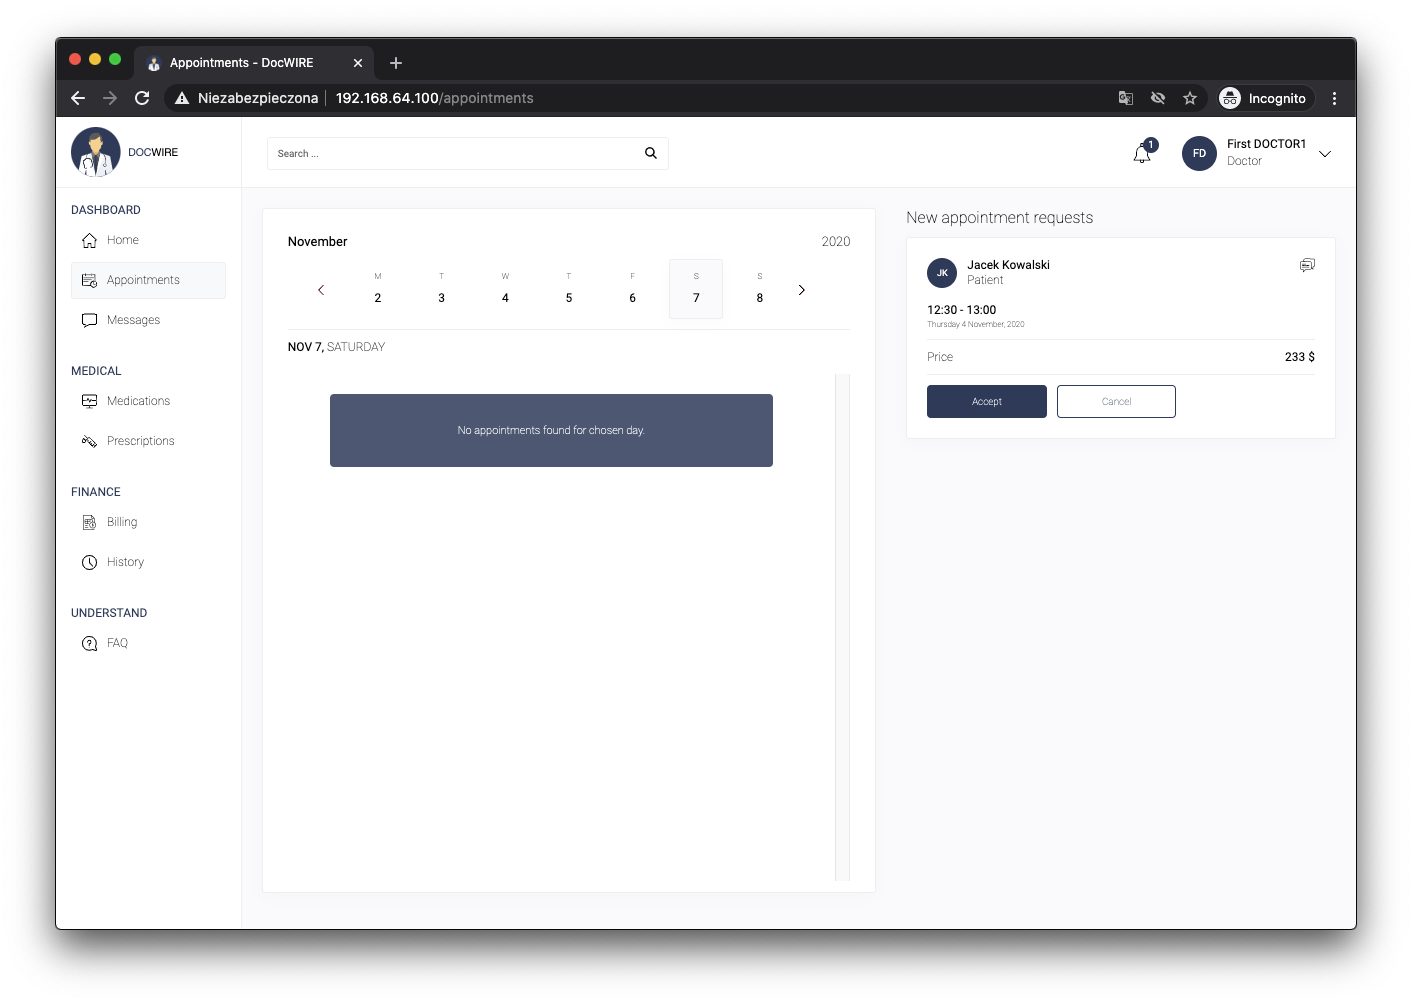 Appointments - DocWIRE
Niezabezpieczona 192.168.64.100/appointments
Incognito
DOCWIRE
Search ...
1
FD
First DOCTOR1
Doctor
DASHBOARD
Home
Appointments
Messages
MEDICAL
Medications
Prescriptions
FINANCE
Billing
History
UNDERSTAND
FAQ
November 2020
M T W T F S S
2 3 4 5 6 7 8
NOV 7, SATURDAY
No appointments found for chosen day.
New appointment requests
JK
Jacek Kowalski
Patient
12:30 - 13:00
Thursday 4 November, 2020
Price 233 $
Accept Cancel